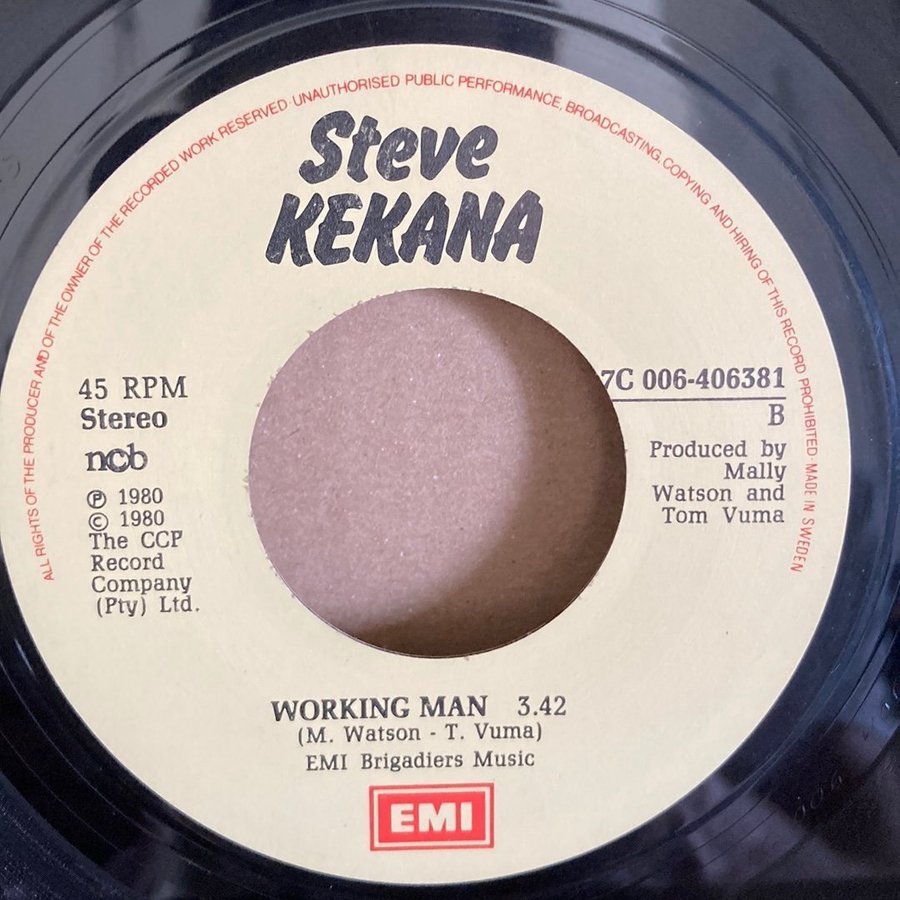 ALL RIGHTS OF THE PRODUCER AND OF THE OWNER OF THE RECORDED WORK RESERVED · UNAUTHORISED PUBLIC PERFORMANCE, BROADCASTING, COPYING AND HIRING OF THIS RECORD PROHIBITED · MADE IN SWEDEN
Steve
KEKANA
45 RPM
Stereo
ncb
℗ 1980
© 1980
The CCP
Record
Company
(Pty) Ltd.
7C 006-406381
B
Produced by
Mally
Watson and
Tom Vuma
WORKING MAN 3.42
(M. Watson - T. Vuma)
EMI Brigadiers Music
EMI